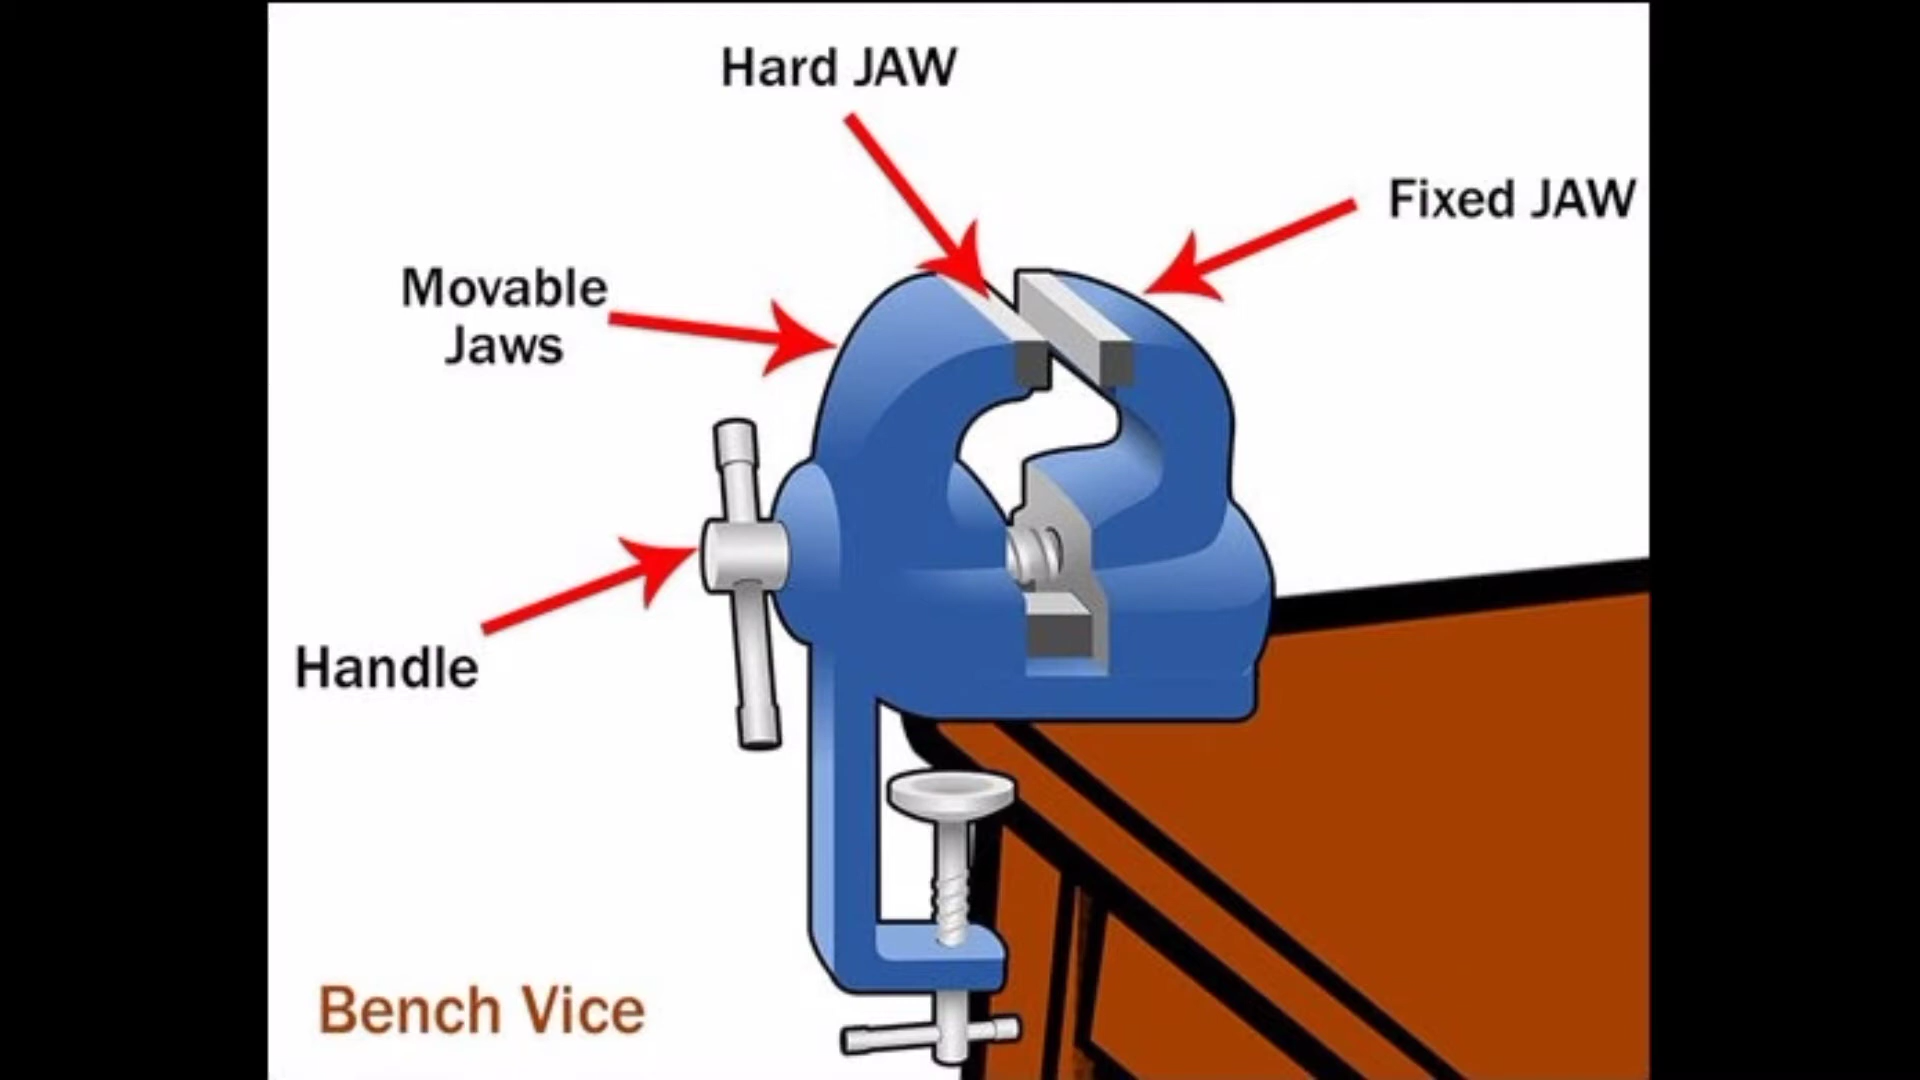 Hard JAW
Fixed JAW
Movable
Jaws
Handle
Bench Vice